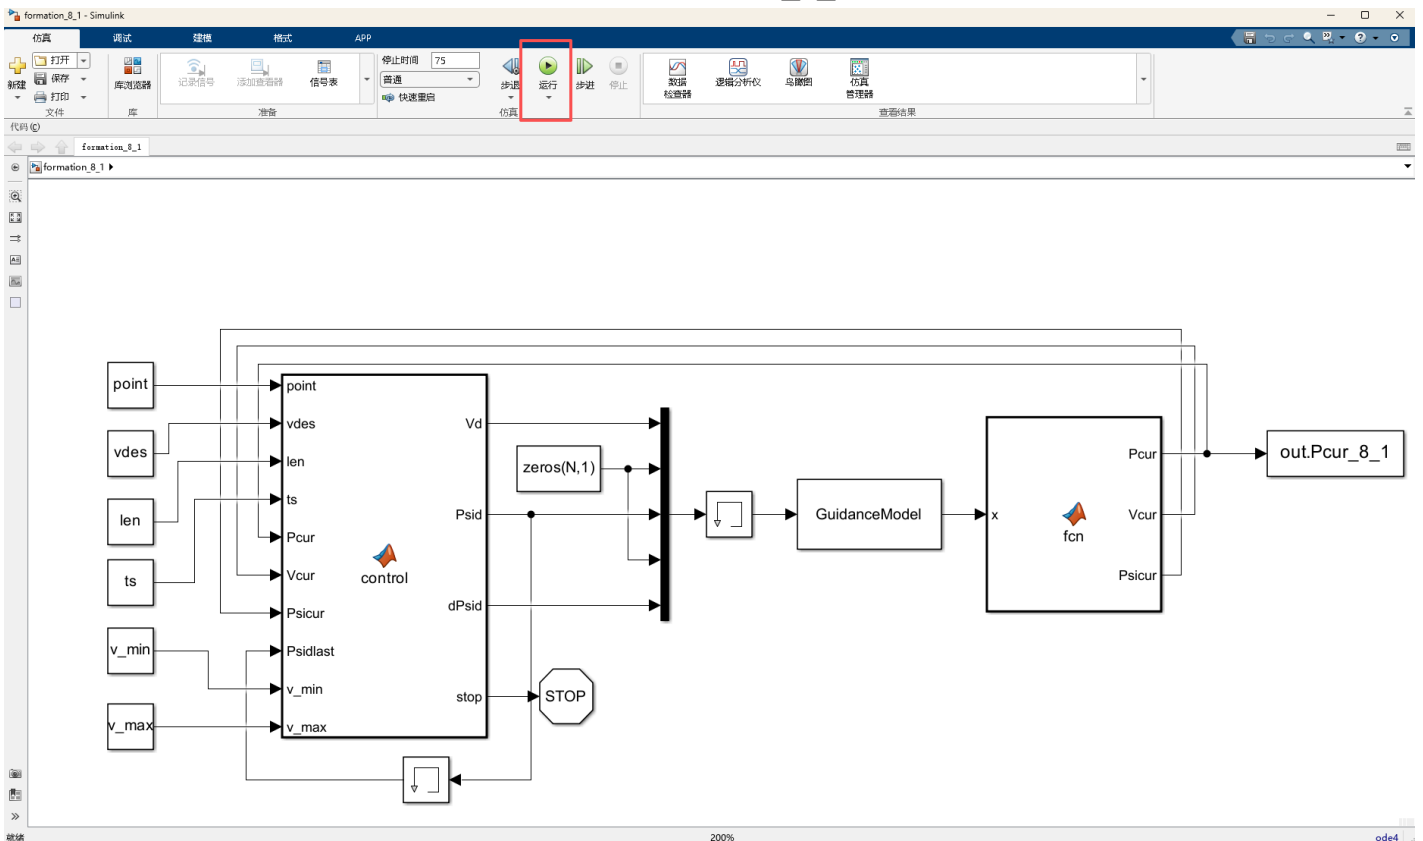 formation_8_1 - Simulink
仿真 调试 建模 格式 APP
新建
打开
保存
打印
文件
库浏览器
库
记录信号
添加查看器
信号表
准备
停止时间 75
普通
快速重启
步退
运行
步进
停止
仿真
数据
检查器
逻辑分析仪
鸟瞰图
仿真
管理器
查看结果
代码(C)
formation_8_1
formation_8_1
point
vdes
len
ts
v_min
v_max
point
vdes
len
ts
Pcur
Vcur
Psicur
Psidlast
v_min
v_max
control
Vd
Psid
dPsid
stop
zeros(N,1)
STOP
GuidanceModel
x
fcn
Pcur
Vcur
Psicur
out.Pcur_8_1
就绪
200%
ode4